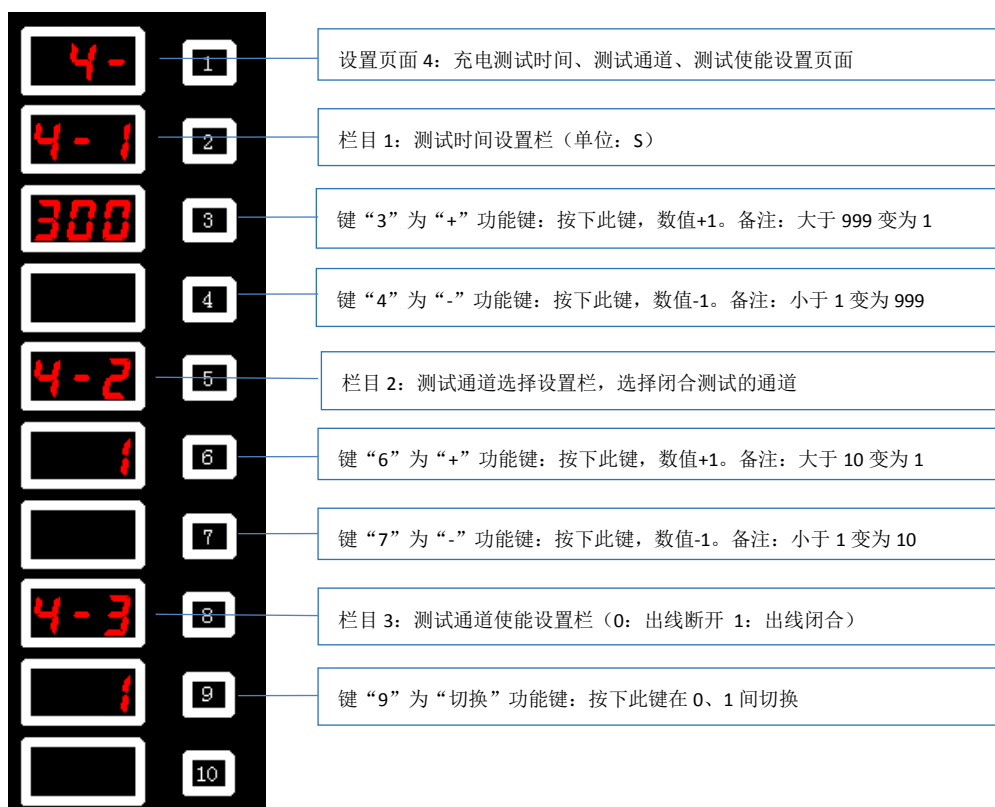 4-
1
设置页面 4：充电测试时间、测试通道、测试使能设置页面
4-1
2
栏目 1：测试时间设置栏（单位：S）
300
3
键“3”为“+”功能键：按下此键，数值+1。备注：大于 999 变为 1
4
键“4”为“-”功能键：按下此键，数值-1。备注：小于 1 变为 999
4-2
5
栏目 2：测试通道选择设置栏，选择闭合测试的通道
1
6
键“6”为“+”功能键：按下此键，数值+1。备注：大于 10 变为 1
7
键“7”为“-”功能键：按下此键，数值-1。备注：小于 1 变为 10
4-3
8
栏目 3：测试通道使能设置栏（0：出线断开 1：出线闭合）
1
9
键“9”为“切换”功能键：按下此键在 0、1 间切换
10